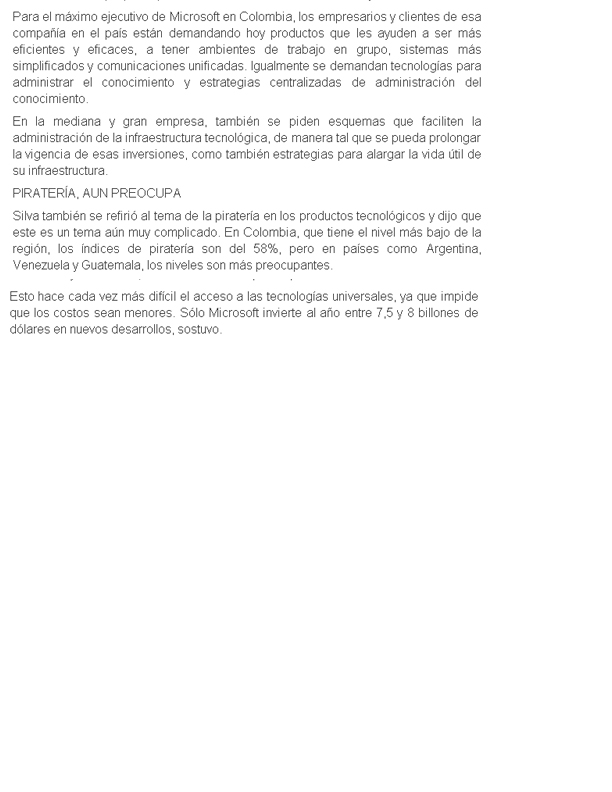 Para el máximo ejecutivo de Microsoft en Colombia, los empresarios y clientes de esa
compañía en el país están demandando hoy productos que les ayuden a ser más
eficientes y eficaces, a tener ambientes de trabajo en grupo, sistemas más
simplificados y comunicaciones unificadas. Igualmente se demandan tecnologías para
administrar el conocimiento y estrategias centralizadas de administración del
conocimiento.
En la mediana y gran empresa, también se piden esquemas que faciliten la
administración de la infraestructura tecnológica, de manera tal que se pueda prolongar
la vigencia de esas inversiones, como también estrategias para alargar la vida útil de
su infraestructura.
PIRATERÍA, AUN PREOCUPA
Silva también se refirió al tema de la piratería en los productos tecnológicos y dijo que
este es un tema aún muy complicado. En Colombia, que tiene el nivel más bajo de la
región, los índices de piratería son del 58%, pero en países como Argentina,
Venezuela y Guatemala, los niveles son más preocupantes.
Esto hace cada vez más difícil el acceso a las tecnologías universales, ya que impide
que los costos sean menores. Sólo Microsoft invierte al año entre 7,5 y 8 billones de
dólares en nuevos desarrollos, sostuvo.